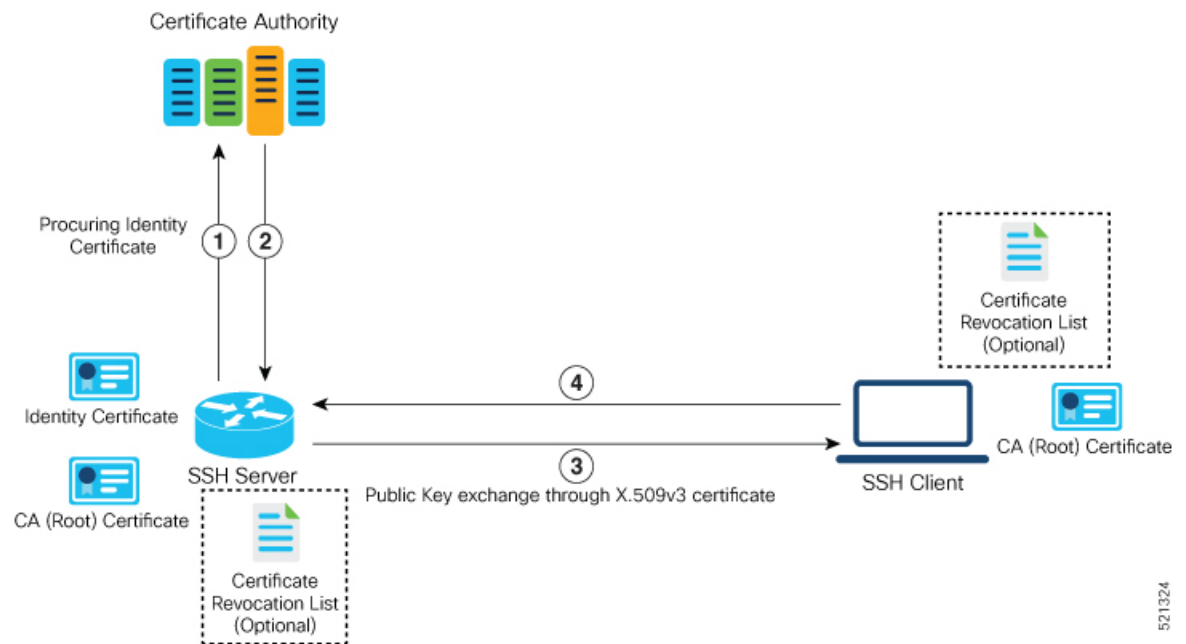 Certificate Authority
Procuring Identity
Certificate
1
2
Certificate
Revocation List
(Optional)
4
Identity Certificate
CA (Root) Certificate
SSH Server
3
SSH Client
Public Key exchange through X.509v3 certificate
CA (Root) Certificate
Certificate
Revocation List
(Optional)
521324